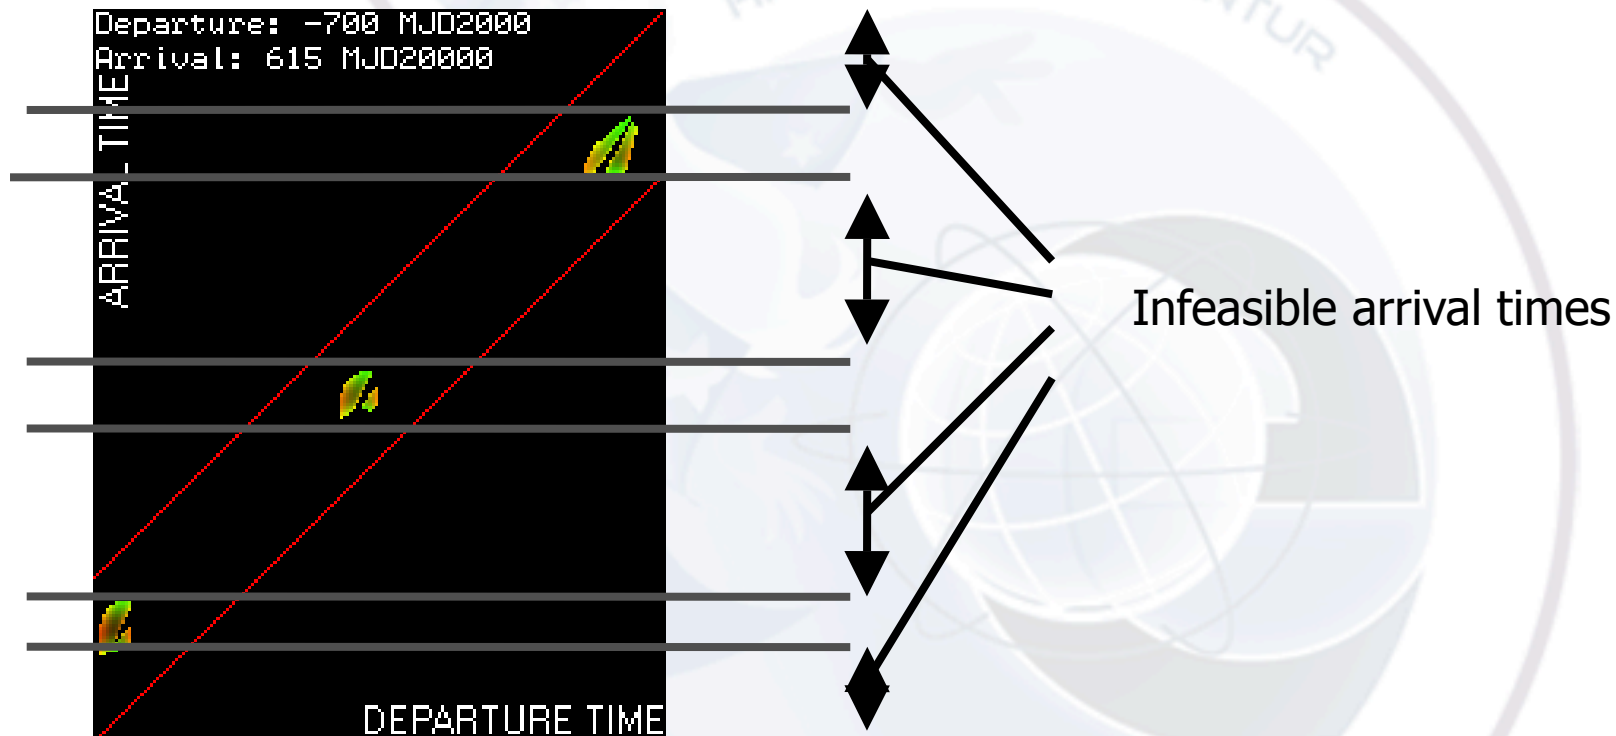 Departure: -700 MJD2000
Arrival: 615 MJD20000
ARRIVAL TIME
Infeasible arrival times
DEPARTURE TIME